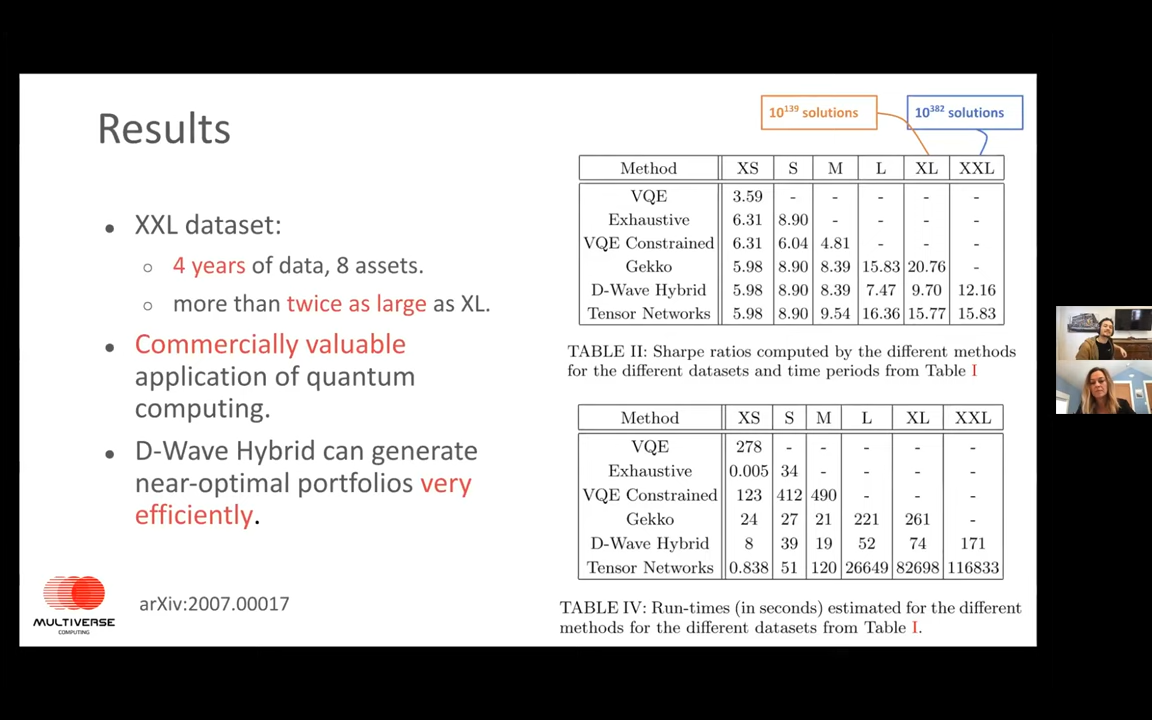 Results
● XXL dataset:
○ 4 years of data, 8 assets.
○ more than twice as large as XL.
● Commercially valuable
application of quantum
computing.
● D-Wave Hybrid can generate
near-optimal portfolios very
efficiently.
MULTIVERSE
COMPUTING
arXiv:2007.00017
10^139 solutions
10^382 solutions
Method XS S M L XL XXL
VQE 3.59 - - - - -
Exhaustive 6.31 8.90 - - - -
VQE Constrained 6.31 6.04 4.81 - - -
Gekko 5.98 8.90 8.39 15.83 20.76 -
D-Wave Hybrid 5.98 8.90 8.39 7.47 9.70 12.16
Tensor Networks 5.98 8.90 9.54 16.36 15.77 15.83
TABLE II: Sharpe ratios computed by the different methods
for the different datasets and time periods from Table I
Method XS S M L XL XXL
VQE 278 - - - - -
Exhaustive 0.005 34 - - - -
VQE Constrained 123 412 490 - - -
Gekko 24 27 21 221 261 -
D-Wave Hybrid 8 39 19 52 74 171
Tensor Networks 0.838 51 120 26649 82698 116833
TABLE IV: Run-times (in seconds) estimated for the different
methods for the different datasets from Table I.